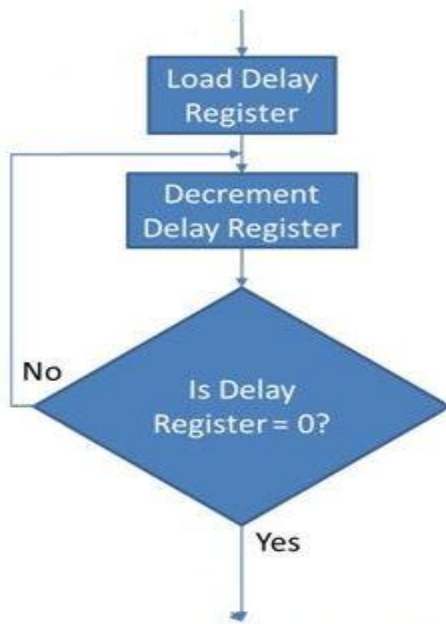 Load Delay
Register
Decrement
Delay Register
No
Is Delay
Register = 0?
Yes